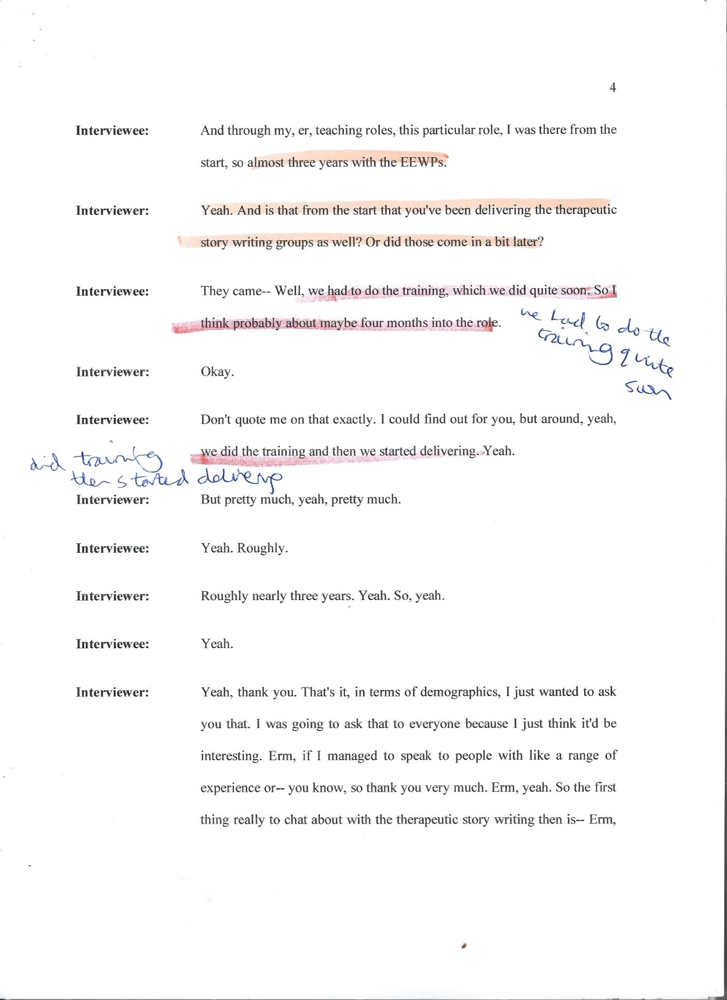 4
Interviewee: And through my, er, teaching roles, this particular role, I was there from the
start, so almost three years with the EEWPs.
Interviewer: Yeah. And is that from the start that you've been delivering the therapeutic
story writing groups as well? Or did those come in a bit later?
Interviewee: They came-- Well, we had to do the training, which we did quite soon. So I
think probably about maybe four months into the role.
we had to do the
training quite
soon
Interviewer: Okay.
Interviewee: Don't quote me on that exactly. I could find out for you, but around, yeah,
we did the training and then we started delivering. Yeah.
did training
then started delivering
Interviewer: But pretty much, yeah, pretty much.
Interviewee: Yeah. Roughly.
Interviewer: Roughly nearly three years. Yeah. So, yeah.
Interviewee: Yeah.
Interviewer: Yeah, thank you. That's it, in terms of demographics, I just wanted to ask
you that. I was going to ask that to everyone because I just think it'd be
interesting. Erm, if I managed to speak to people with like a range of
experience or-- you know, so thank you very much. Erm, yeah. So the first
thing really to chat about with the therapeutic story writing then is-- Erm,